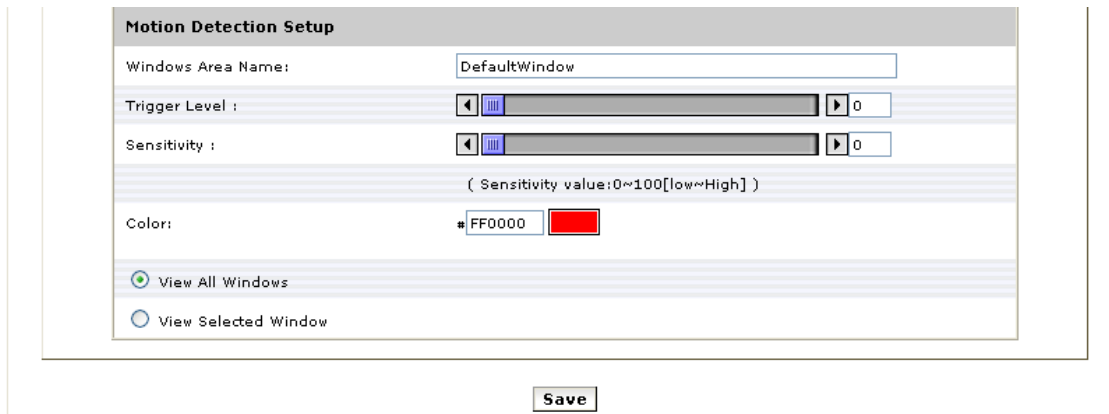 Motion Detection Setup
Windows Area Name: DefaultWindow
Trigger Level : 0
Sensitivity : 0
( Sensitivity value:0~100[low~High] )
Color: #FF0000
View All Windows
View Selected Window
Save